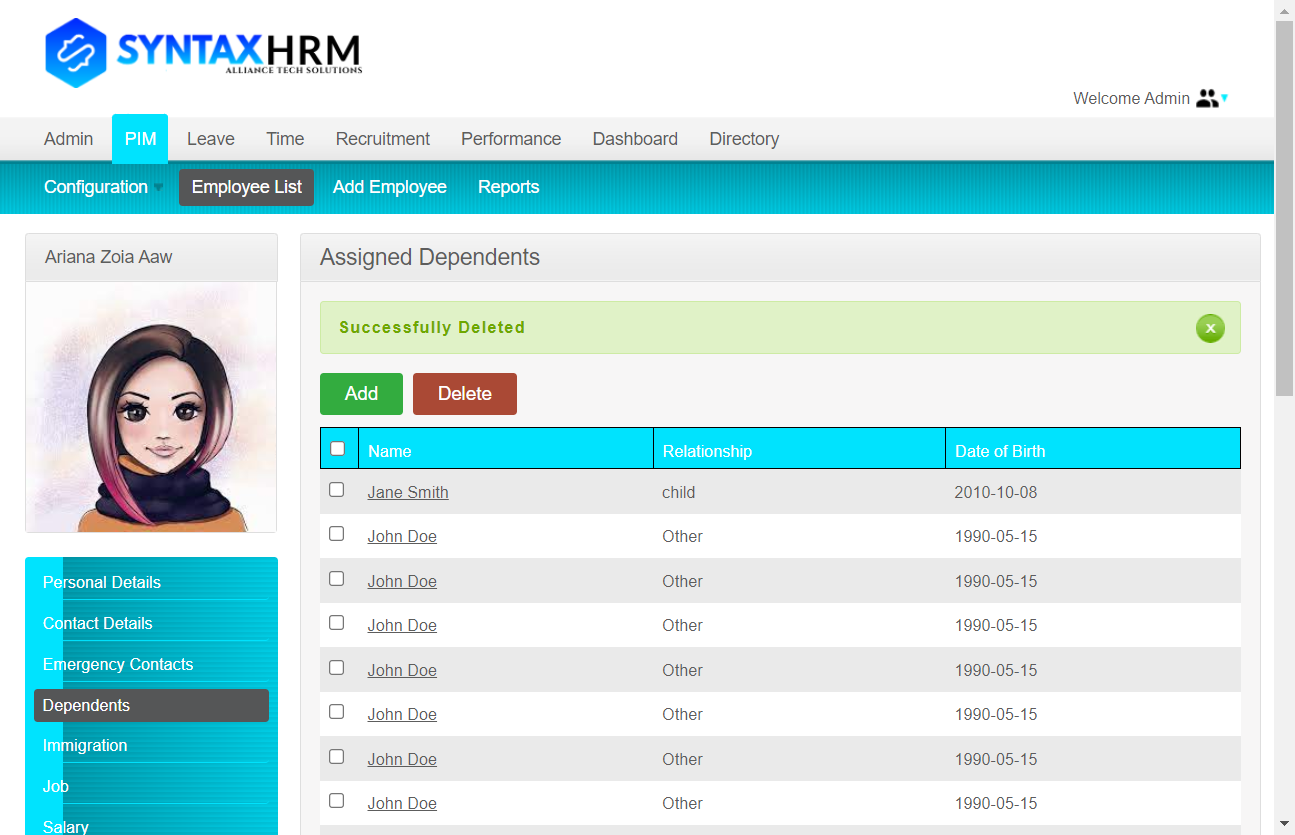 SYNTAXHRM
ALLIANCE TECH SOLUTIONS
Welcome Admin
Admin PIM Leave Time Recruitment Performance Dashboard Directory
Configuration Employee List Add Employee Reports
Ariana Zoia Aaw
Assigned Dependents
Successfully Deleted x
Add Delete
Name Relationship Date of Birth
Jane Smith child 2010-10-08
John Doe Other 1990-05-15
John Doe Other 1990-05-15
John Doe Other 1990-05-15
John Doe Other 1990-05-15
John Doe Other 1990-05-15
John Doe Other 1990-05-15
John Doe Other 1990-05-15
Personal Details
Contact Details
Emergency Contacts
Dependents
Immigration
Job
Salary